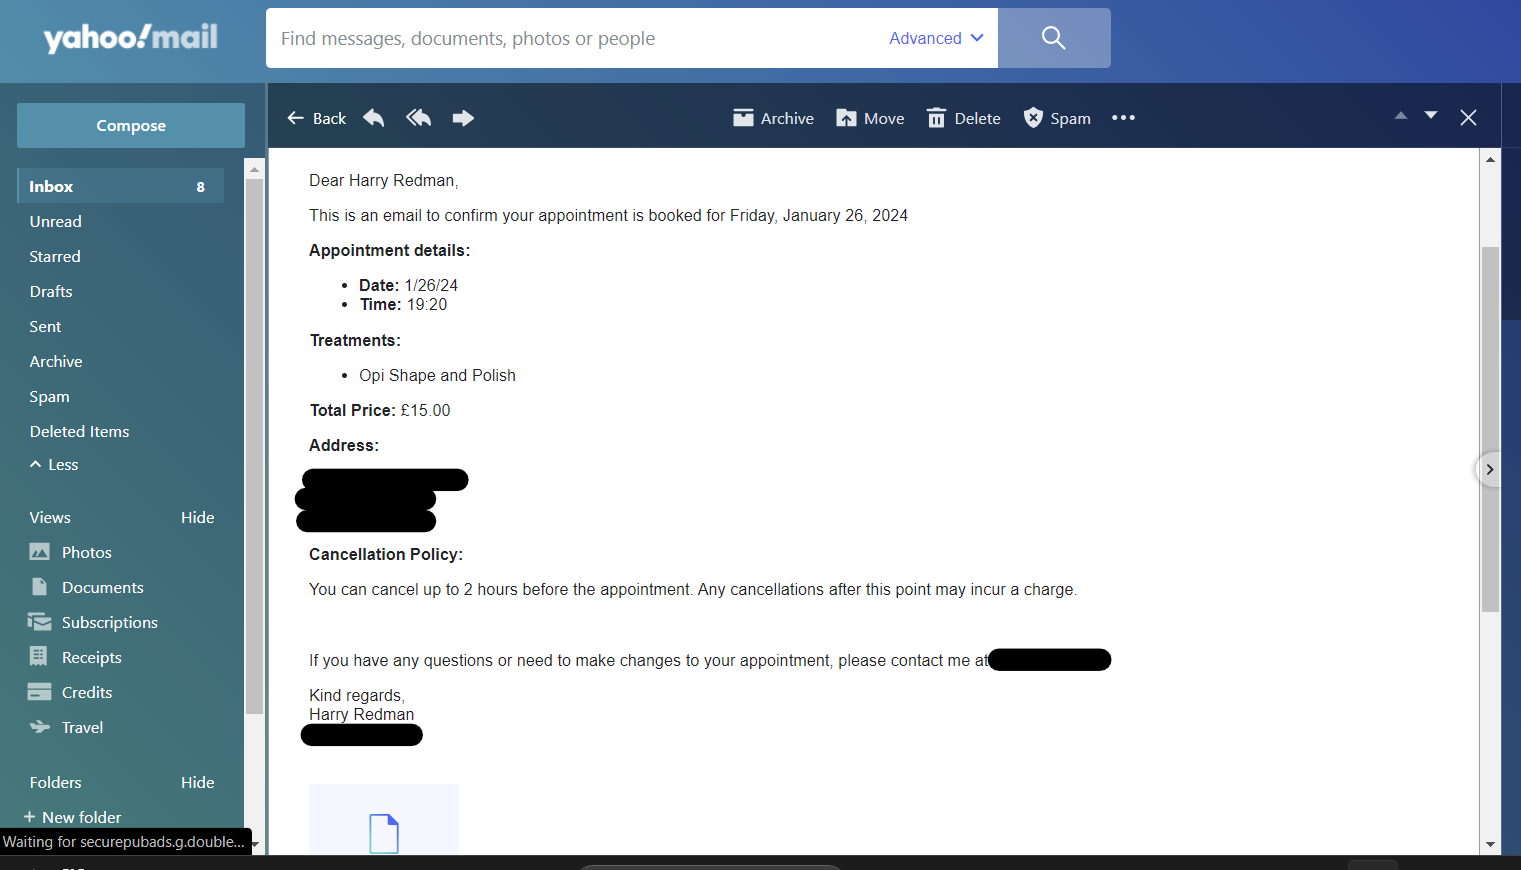 yahoo!mail
Find messages, documents, photos or people
Advanced
Compose
Inbox 8
Unread
Starred
Drafts
Sent
Archive
Spam
Deleted Items
Less
Views Hide
Photos
Documents
Subscriptions
Receipts
Credits
Travel
Folders Hide
+ New folder
Waiting for securepubads.g.double...
Back
Archive
Move
Delete
Spam
Dear Harry Redman,
This is an email to confirm your appointment is booked for Friday, January 26, 2024
Appointment details:
• Date: 1/26/24
• Time: 19:20
Treatments:
• Opi Shape and Polish
Total Price: £15.00
Address:
Cancellation Policy:
You can cancel up to 2 hours before the appointment. Any cancellations after this point may incur a charge.
If you have any questions or need to make changes to your appointment, please contact me at
Kind regards,
Harry Redman